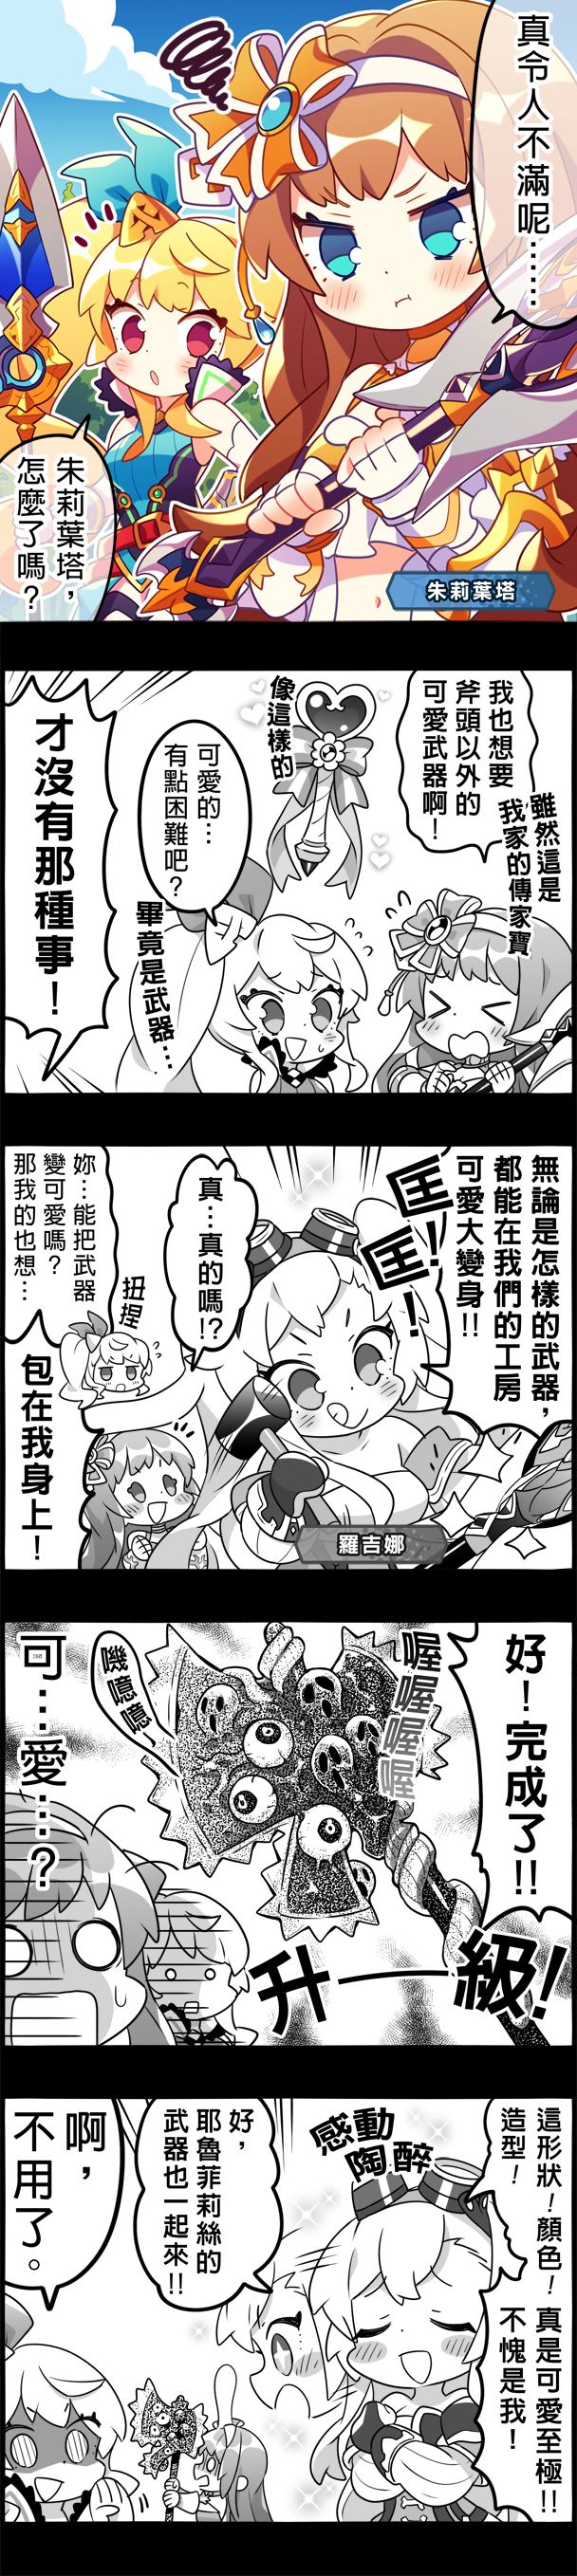 真令人不滿呢……
朱莉葉塔，
怎麼了嗎？
朱莉葉塔
我也想要
斧頭以外的
可愛武器啊！
雖然這是
我家的傳家寶
像這樣的
可愛的…
有點困難吧？
畢竟是武器…
才沒有那種事！
無論是怎樣的武器，
都能在我們的工房
可愛大變身!!
匡！
匡！
真…真的嗎!?
妳…能把武器
變可愛嗎？
那我的也想…
扭捏
包在我身上！
羅吉娜
好！完成了!!
喔喔喔喔
嘰噫噫
升——級！
可…愛…？
這形狀！顏色！
造型！
真是可愛至極!!
不愧是我！
感動
陶醉
好，
耶魯菲莉絲的
武器也一起來!!
啊，
不用了。